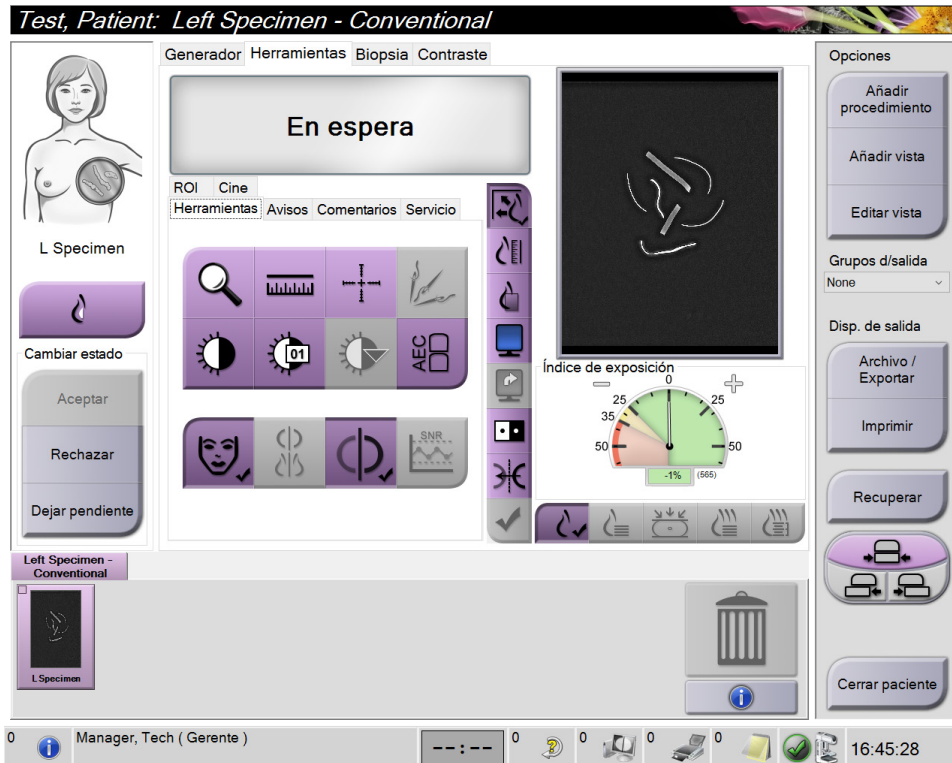 Test, Patient:  Left Specimen - Conventional
L Specimen
Cambiar estado
Aceptar
Rechazar
Dejar pendiente
Generador
Herramientas
Biopsia
Contraste
En espera
ROI
Cine
Herramientas
Avisos
Comentarios
Servicio
01
AEC
SNR
Índice de exposición
0
25
25
35
50
50
-1%
(565)
Opciones
Añadir
procedimiento
Añadir vista
Editar vista
Grupos d/salida
None
Disp. de salida
Archivo /
Exportar
Imprimir
Recuperar
Cerrar paciente
Left Specimen -
Conventional
L Specimen
0
Manager, Tech ( Gerente )
--:--
0
0
0
0
16:45:28